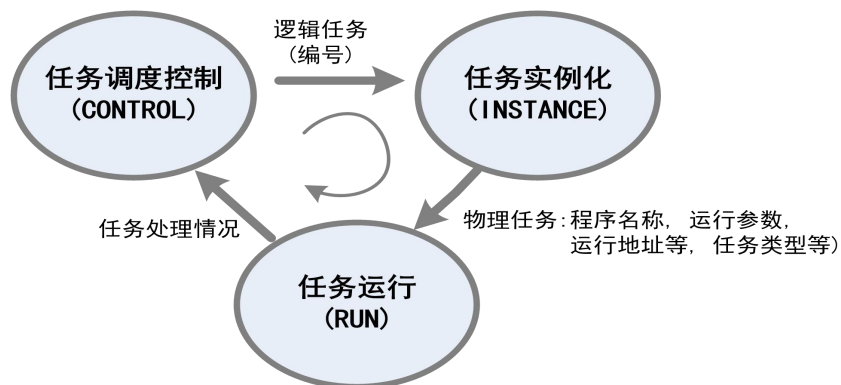 逻辑任务
(编号)
任务调度控制
(CONTROL)
任务实例化
(INSTANCE)
任务处理情况
物理任务:程序名称, 运行参数,
运行地址等, 任务类型等)
任务运行
(RUN)